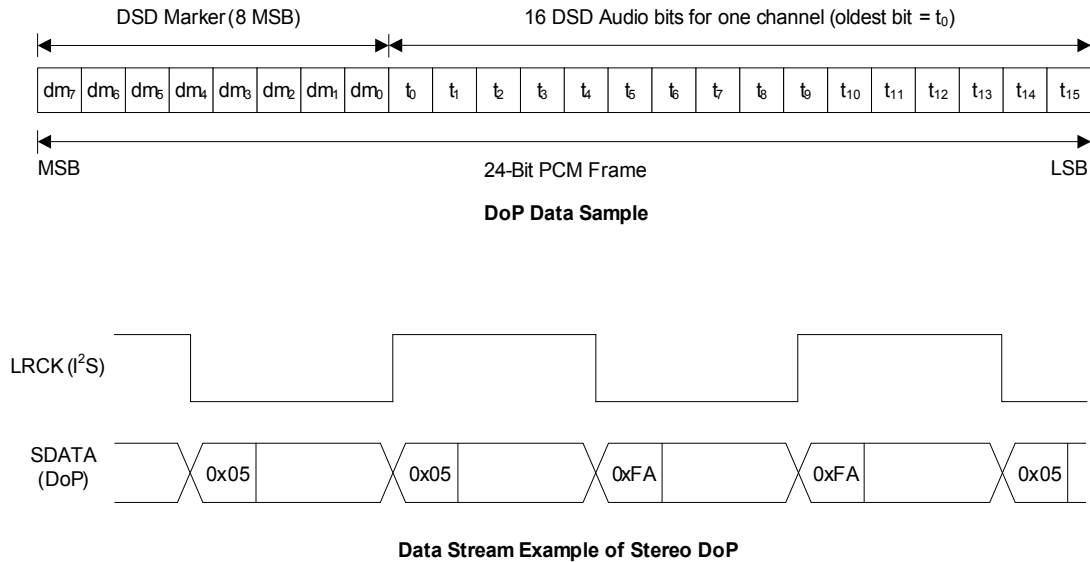 DSD Marker (8 MSB) 16 DSD Audio bits for one channel (oldest bit = t₀)
dm₇ dm₆ dm₅ dm₄ dm₃ dm₂ dm₁ dm₀ t₀ t₁ t₂ t₃ t₄ t₅ t₆ t₇ t₈ t₉ t₁₀ t₁₁ t₁₂ t₁₃ t₁₄ t₁₅
MSB 24-Bit PCM Frame LSB
DoP Data Sample
LRCK (I²S)
SDATA
(DoP)
0x05 0x05 0xFA 0xFA 0x05
Data Stream Example of Stereo DoP